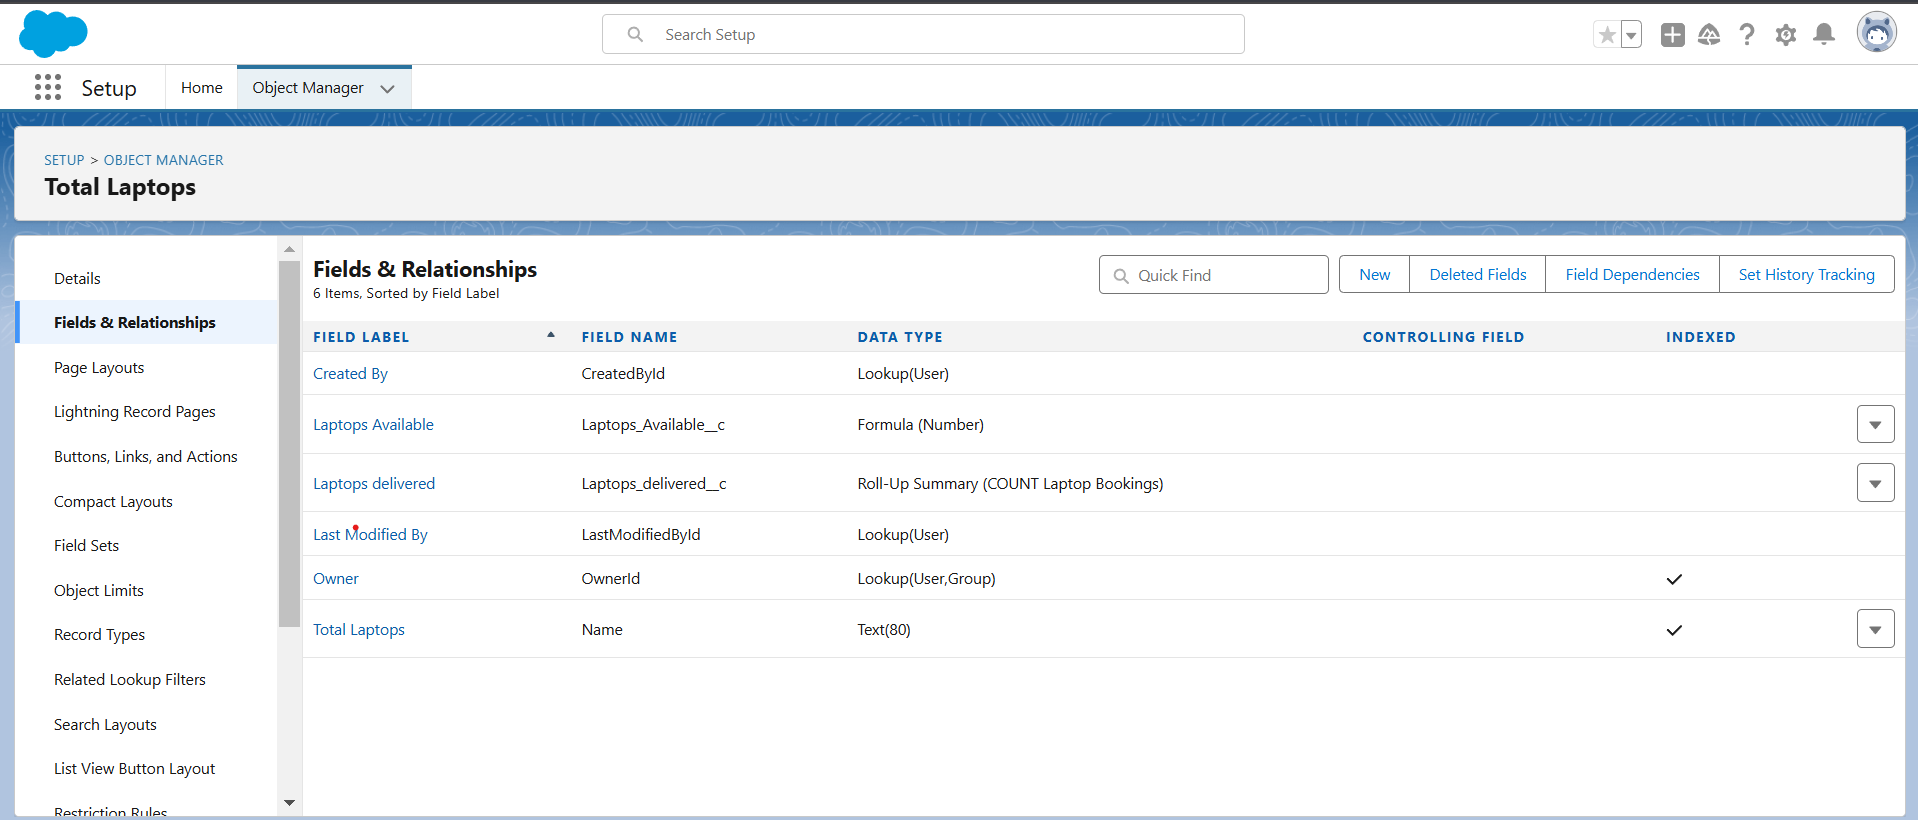 Search Setup
Setup
Home
Object Manager
SETUP > OBJECT MANAGER
Total Laptops
Details
Fields & Relationships
Page Layouts
Lightning Record Pages
Buttons, Links, and Actions
Compact Layouts
Field Sets
Object Limits
Record Types
Related Lookup Filters
Search Layouts
List View Button Layout
Restriction Rules
Fields & Relationships
6 Items, Sorted by Field Label
Quick Find
New
Deleted Fields
Field Dependencies
Set History Tracking
FIELD LABEL FIELD NAME DATA TYPE CONTROLLING FIELD INDEXED
Created By CreatedById Lookup(User)
Laptops Available Laptops_Available__c Formula (Number)
Laptops delivered Laptops_delivered__c Roll-Up Summary (COUNT Laptop Bookings)
Last Modified By LastModifiedById Lookup(User)
Owner OwnerId Lookup(User,Group)
Total Laptops Name Text(80)